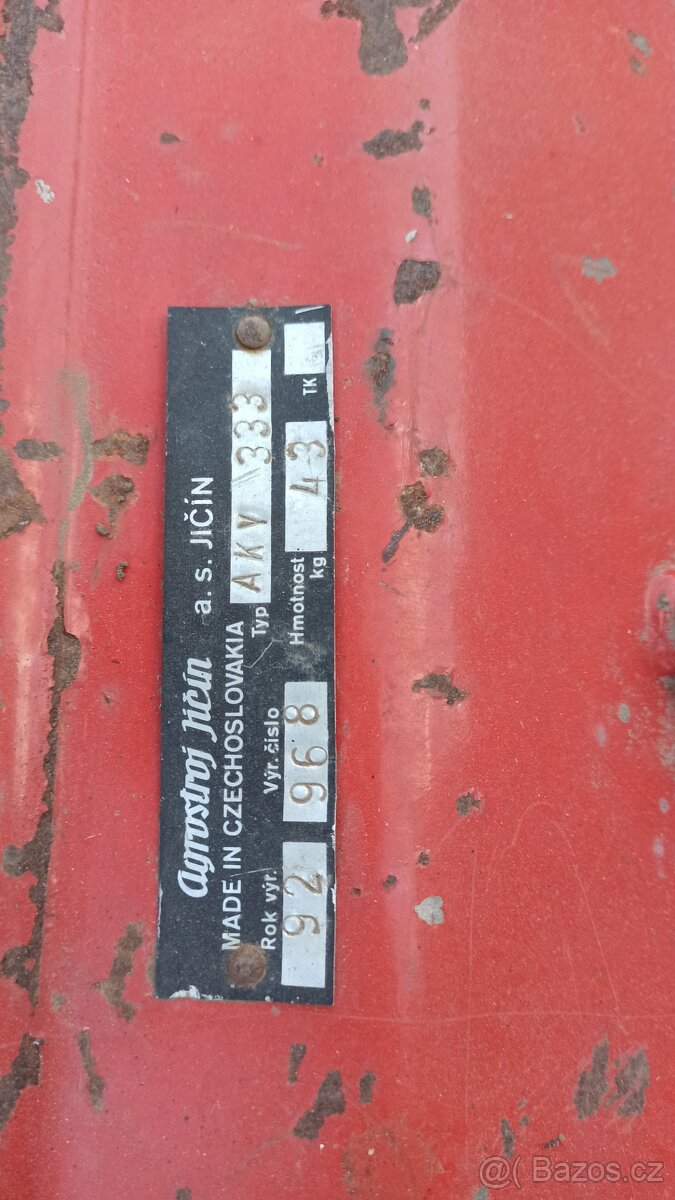 Agrostroj Jičín a. s. JIČÍN
MADE IN CZECHOSLOVAKIA Typ AKV 333
Rok výr. 92 Výr. číslo 968 Hmotnost kg 43 TK
@ Bazos.cz